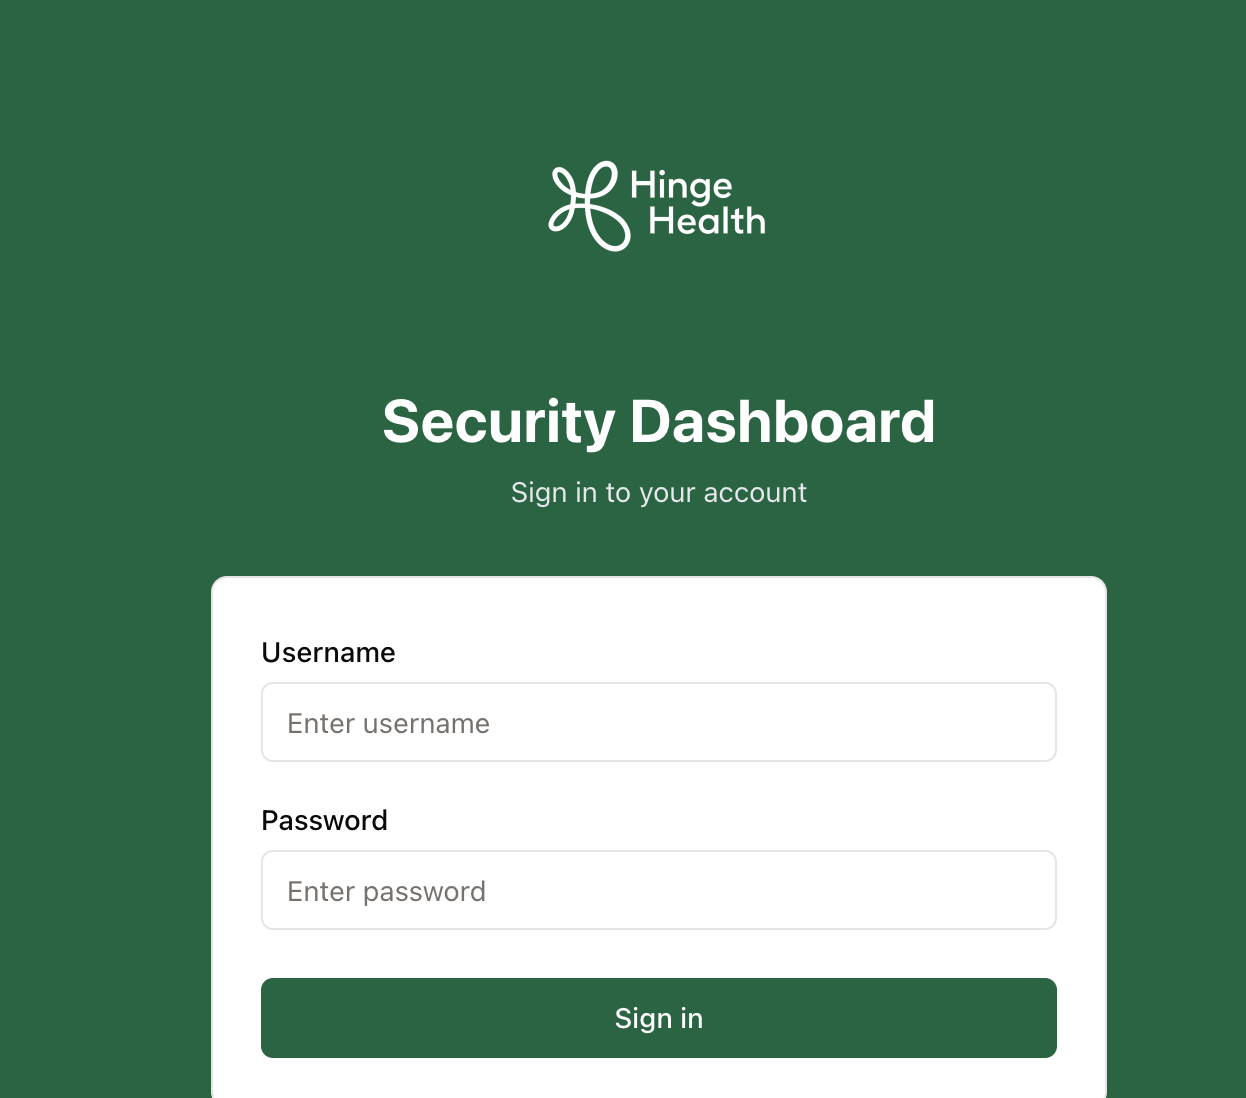 Hinge
Health
Security Dashboard
Sign in to your account
Username
Enter username
Password
Enter password
Sign in